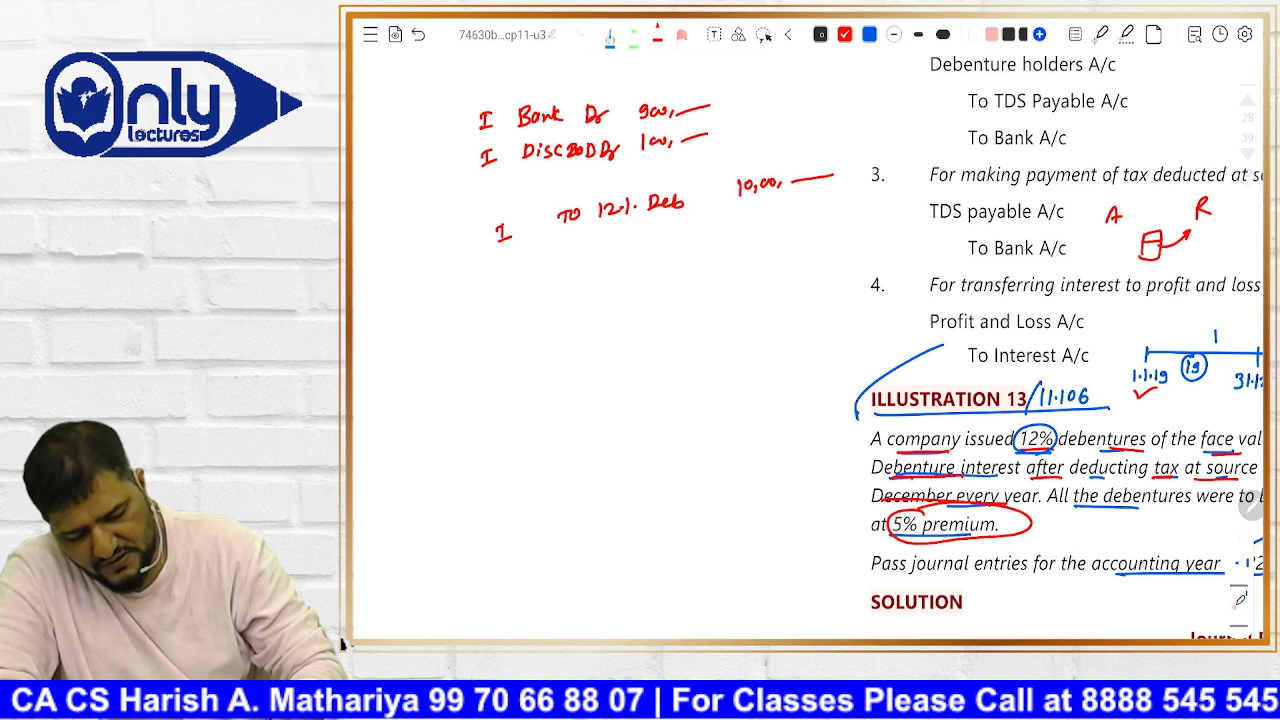 Only
lectures
74630b...cp11-u3
I Bank Dr 900,—
I Disc Dr 100,—
I To 12% Deb 10,00,—
Debenture holders A/c
To TDS Payable A/c
To Bank A/c
3. For making payment of tax deducted at s
TDS payable A/c A R
To Bank A/c
4. For transferring interest to profit and loss
Profit and Loss A/c
To Interest A/c
1
1.1.19 19 31.12
ILLUSTRATION 13/11.106
A company issued 12% debentures of the face val
Debenture interest after deducting tax at source
December every year. All the debentures were to
at 5% premium.
Pass journal entries for the accounting year
SOLUTION
28
39
CA CS Harish A. Mathariya 99 70 66 88 07 | For Classes Please Call at 8888 545 545